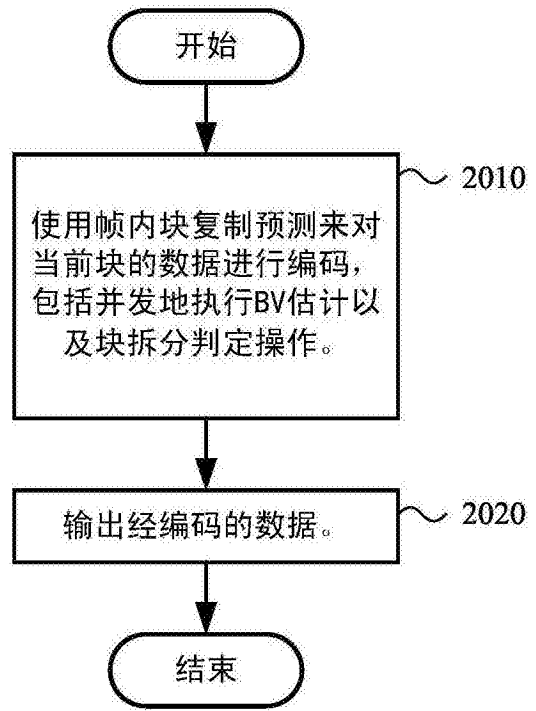 开始
2010
使用帧内块复制预测来对
当前块的数据进行编码，
包括并发地执行BV估计以
及块拆分判定操作。
2020
输出经编码的数据。
结束